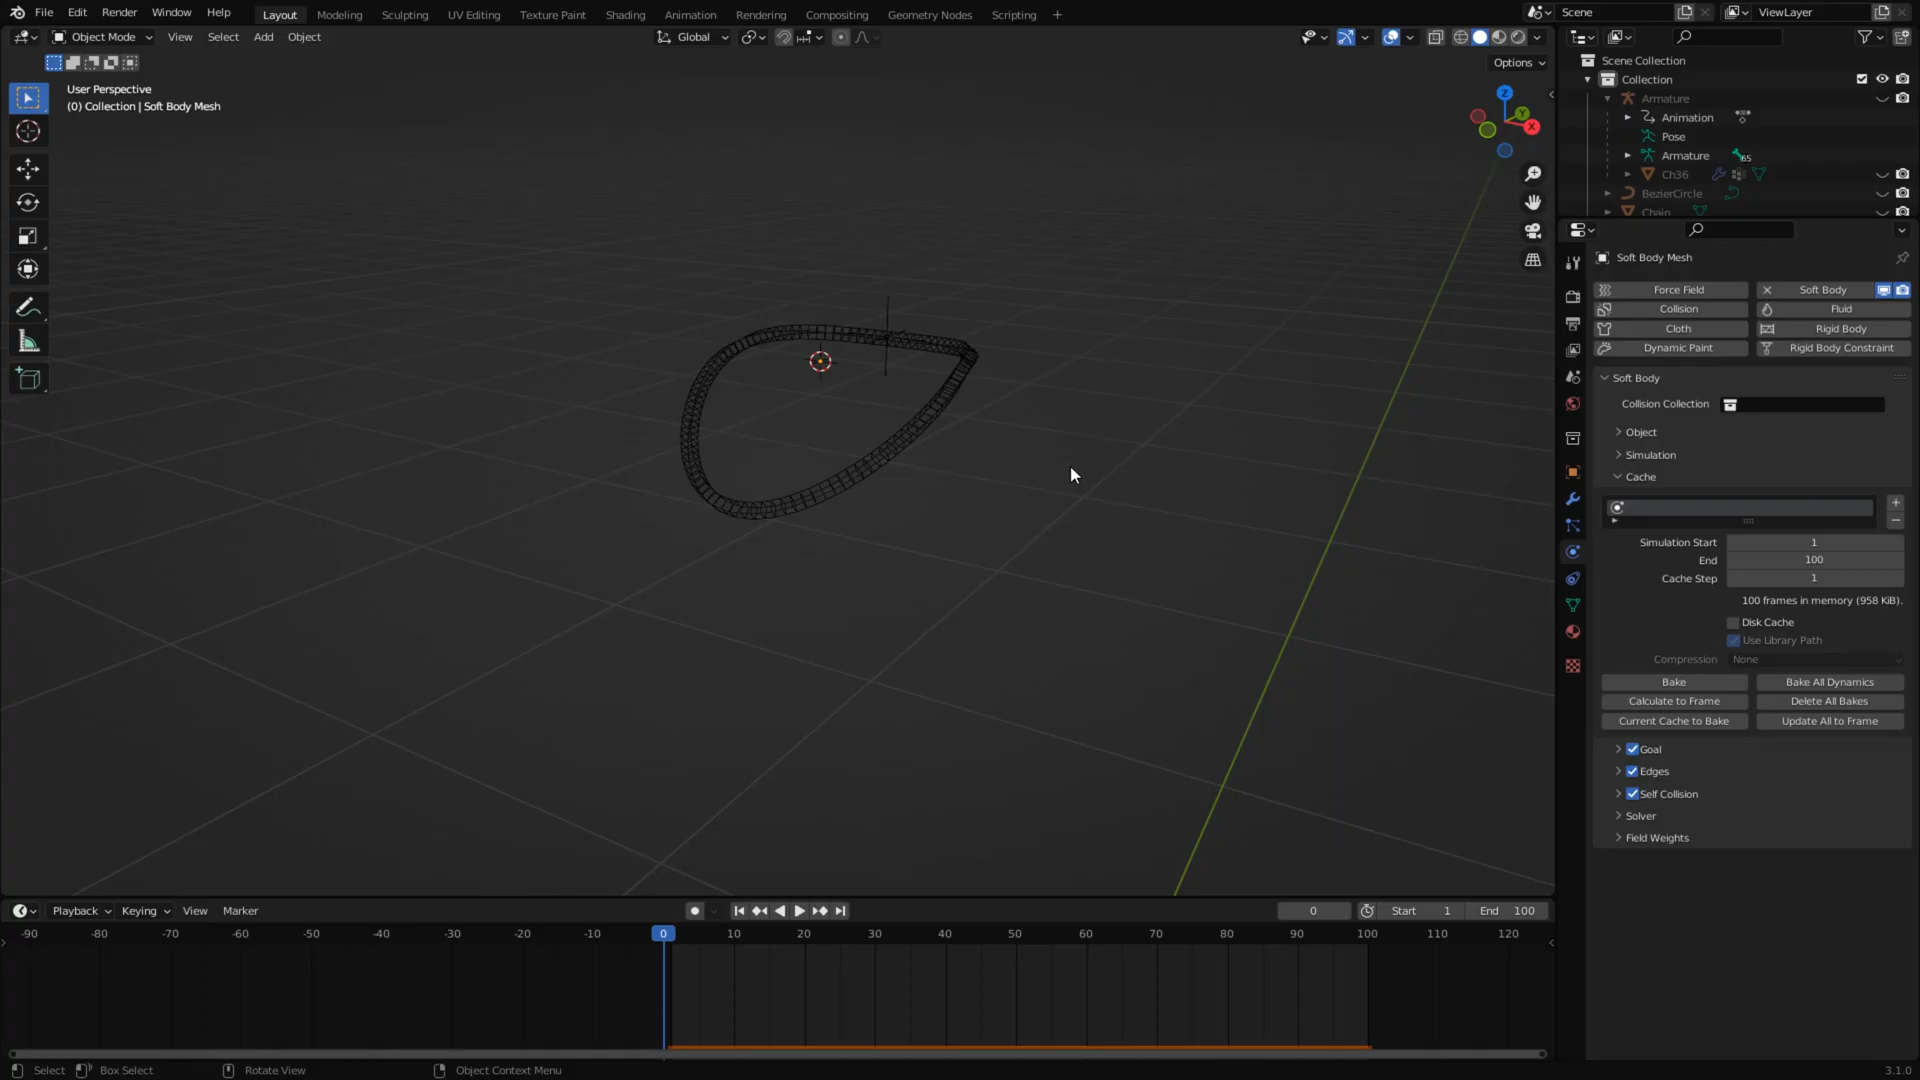 File Edit Render Window Help Layout Modeling Sculpting UV Editing Texture Paint Shading Animation Rendering Compositing Geometry Nodes Scripting + Scene ViewLayer
Object Mode View Select Add Object Global
Options
User Perspective
(0) Collection | Soft Body Mesh
Z
Y
X
Scene Collection
Collection
Armature
Animation
Pose
Armature 65
Ch36
BezierCircle
Chain
Soft Body Mesh
Force Field Soft Body
Collision Fluid
Cloth Rigid Body
Dynamic Paint Rigid Body Constraint
Soft Body
Collision Collection
Object
Simulation
Cache
Simulation Start 1
End 100
Cache Step 1
100 frames in memory (958 KiB).
Disk Cache
Use Library Path
Compression None
Bake Bake All Dynamics
Calculate to Frame Delete All Bakes
Current Cache to Bake Update All to Frame
Goal
Edges
Self Collision
Solver
Field Weights
Playback Keying View Marker 0 Start 1 End 100
-90 -80 -70 -60 -50 -40 -30 -20 -10 0 10 20 30 40 50 60 70 80 90 100 110 120
Select Box Select Rotate View Object Context Menu 3.1.0